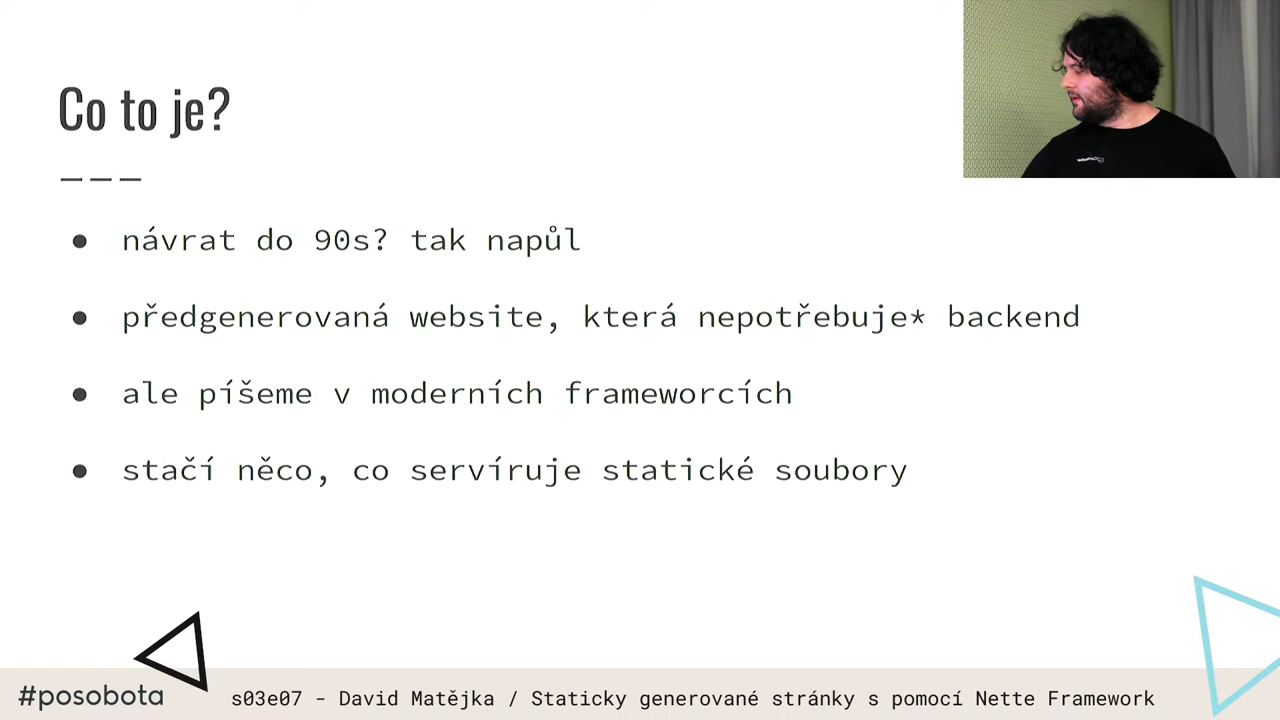 Co to je?
návrat do 90s? tak napůl
předgenerovaná website, která nepotřebuje* backend
ale píšeme v moderních frameworcích
stačí něco, co servíruje statické soubory
#posobota
s03e07 - David Matějka / Staticky generované stránky s pomocí Nette Framework